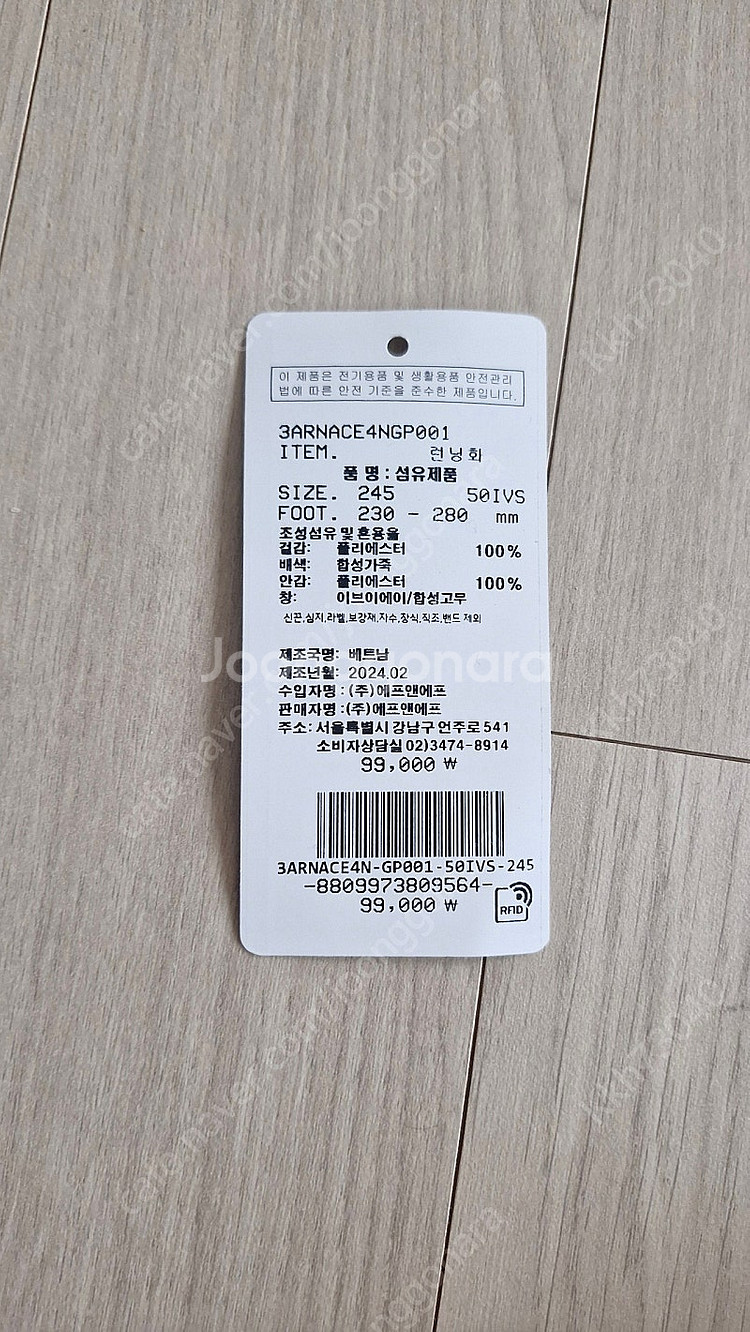 이 제품은 전기용품 및 생활용품 안전관리
법에 따른 안전 기준을 준수한 제품입니다.
3ARNACE4NGP001
ITEM. 런닝화
품 명 : 섬유제품
SIZE. 245 50IVS
FOOT. 230 - 280 mm
조성섬유 및 혼용율
겉감: 폴리에스터 100%
배색: 합성가죽
안감: 폴리에스터 100%
창: 이브이에이/합성고무
신끈,심지,라벨,보강재,자수,장식,직조,밴드 제외
제조국명: 베트남
제조년월: 2024.02
수입자명 : (주)에프앤에프
판매자명 : (주)에프앤에프
주소: 서울특별시 강남구 언주로 541
소비자상담실 02)3474-8914
99,000 ₩
3ARNACE4N-GP001-50IVS-245
-8809973809564-
99,000 ₩
RFID
Joonggonara
cafe.naver.com/joonggonara
kkh73040